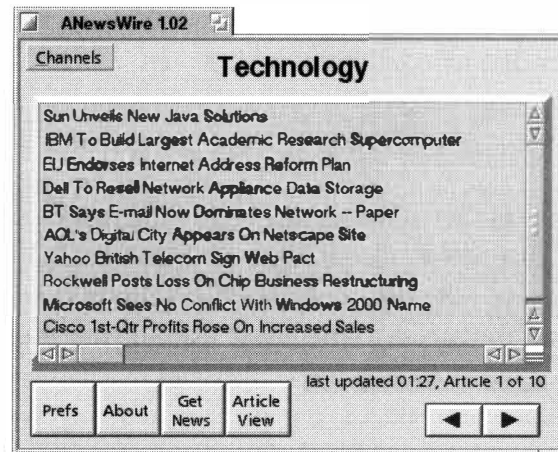 ANewsWire 1.02
Channels
Technology
Sun Unveils New Java Solutions
IBM To Build Largest Academic Research Supercomputer
EU Endorses Internet Address Reform Plan
Dell To Resell Network Appliance Data Storage
BT Says E-mail Now Dominates Network -- Paper
AOL's Digital City Appears On Netscape Site
Yahoo British Telecom Sign Web Pact
Rockwell Posts Loss On Chip Business Restructuring
Microsoft Sees No Conflict With Windows 2000 Name
Cisco 1st-Qtr Profits Rose On Increased Sales
last updated 01:27, Article 1 of 10
Prefs
About
Get
News
Article
View